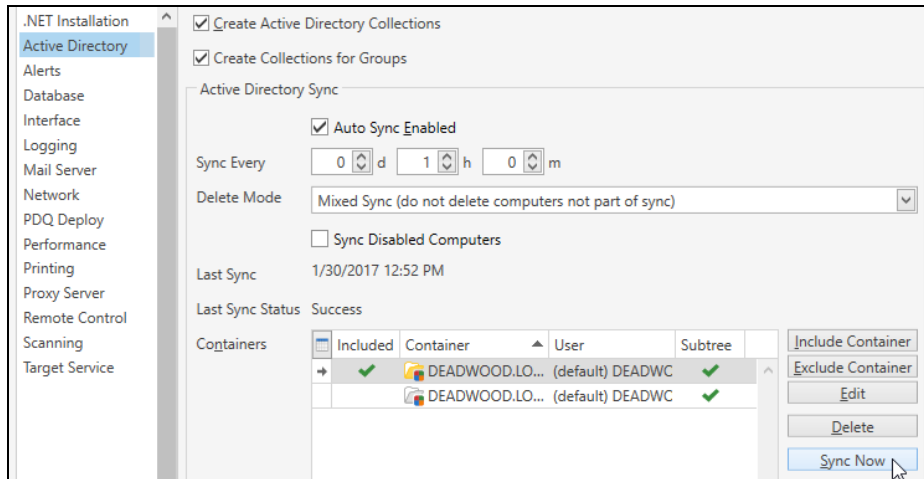 .NET Installation
Active Directory
Alerts
Database
Interface
Logging
Mail Server
Network
PDQ Deploy
Performance
Printing
Proxy Server
Remote Control
Scanning
Target Service
Create Active Directory Collections
Create Collections for Groups
Active Directory Sync
Auto Sync Enabled
Sync Every 0 d 1 h 0 m
Delete Mode Mixed Sync (do not delete computers not part of sync)
Sync Disabled Computers
Last Sync 1/30/2017 12:52 PM
Last Sync Status Success
Containers Included Container User Subtree
DEADWOOD.LO... (default) DEADWC
DEADWOOD.LO... (default) DEADWC
Include Container
Exclude Container
Edit
Delete
Sync Now